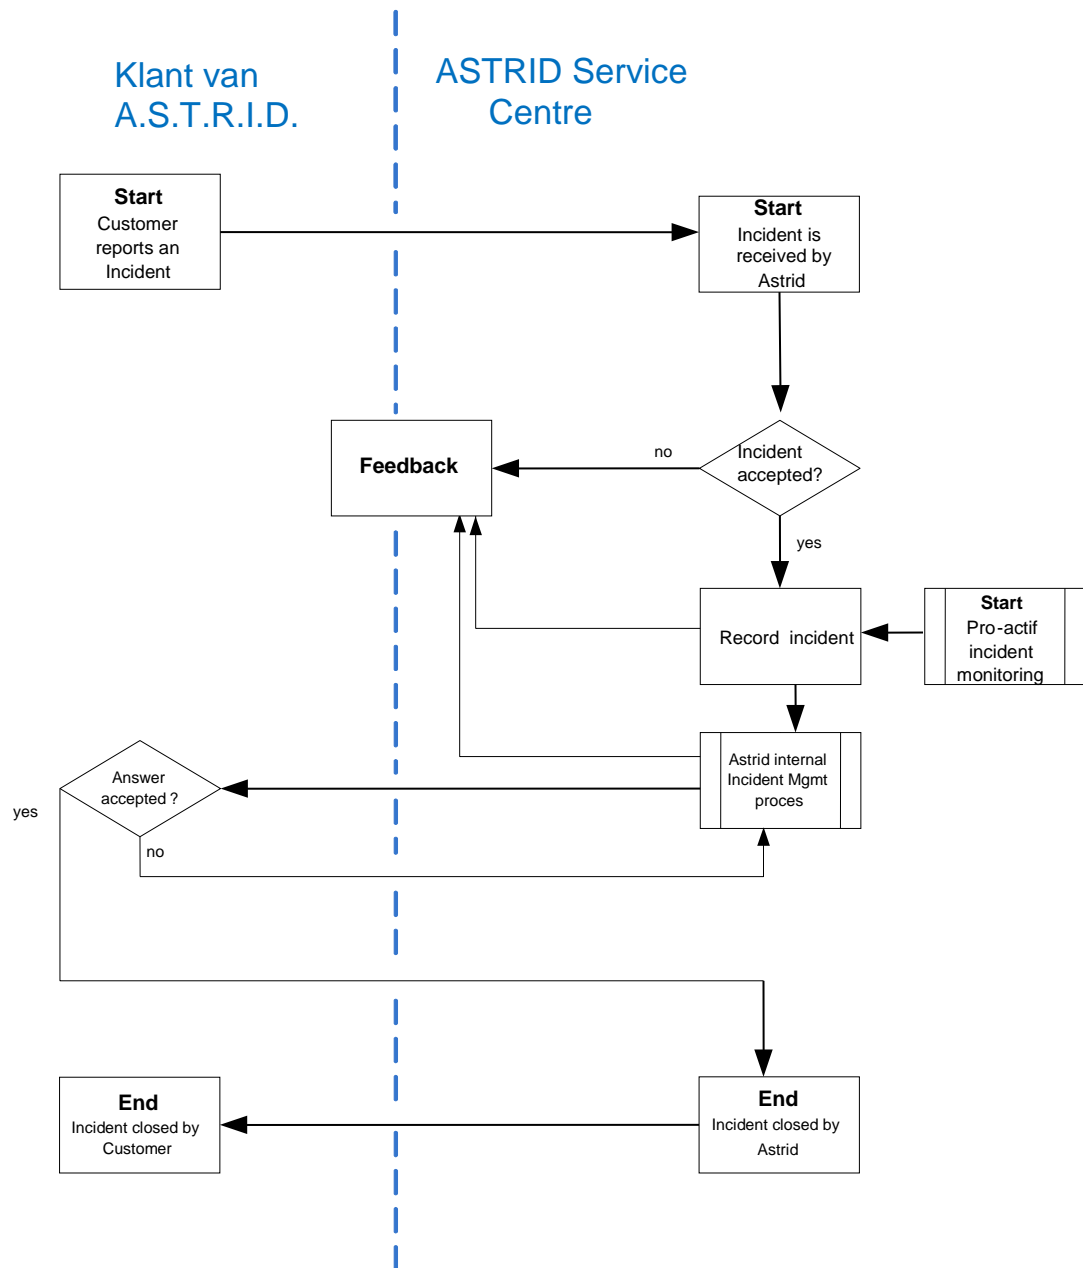 Klant van
A.S.T.R.I.D.
ASTRID Service
Centre
Start
Customer
reports an
Incident
Start
Incident is
received by
Astrid
Feedback
no
Incident
accepted?
yes
Record incident
Start
Pro-actif
incident
monitoring
Astrid internal
Incident Mgmt
proces
Answer
accepted ?
yes
no
End
Incident closed by
Customer
End
Incident closed by
Astrid